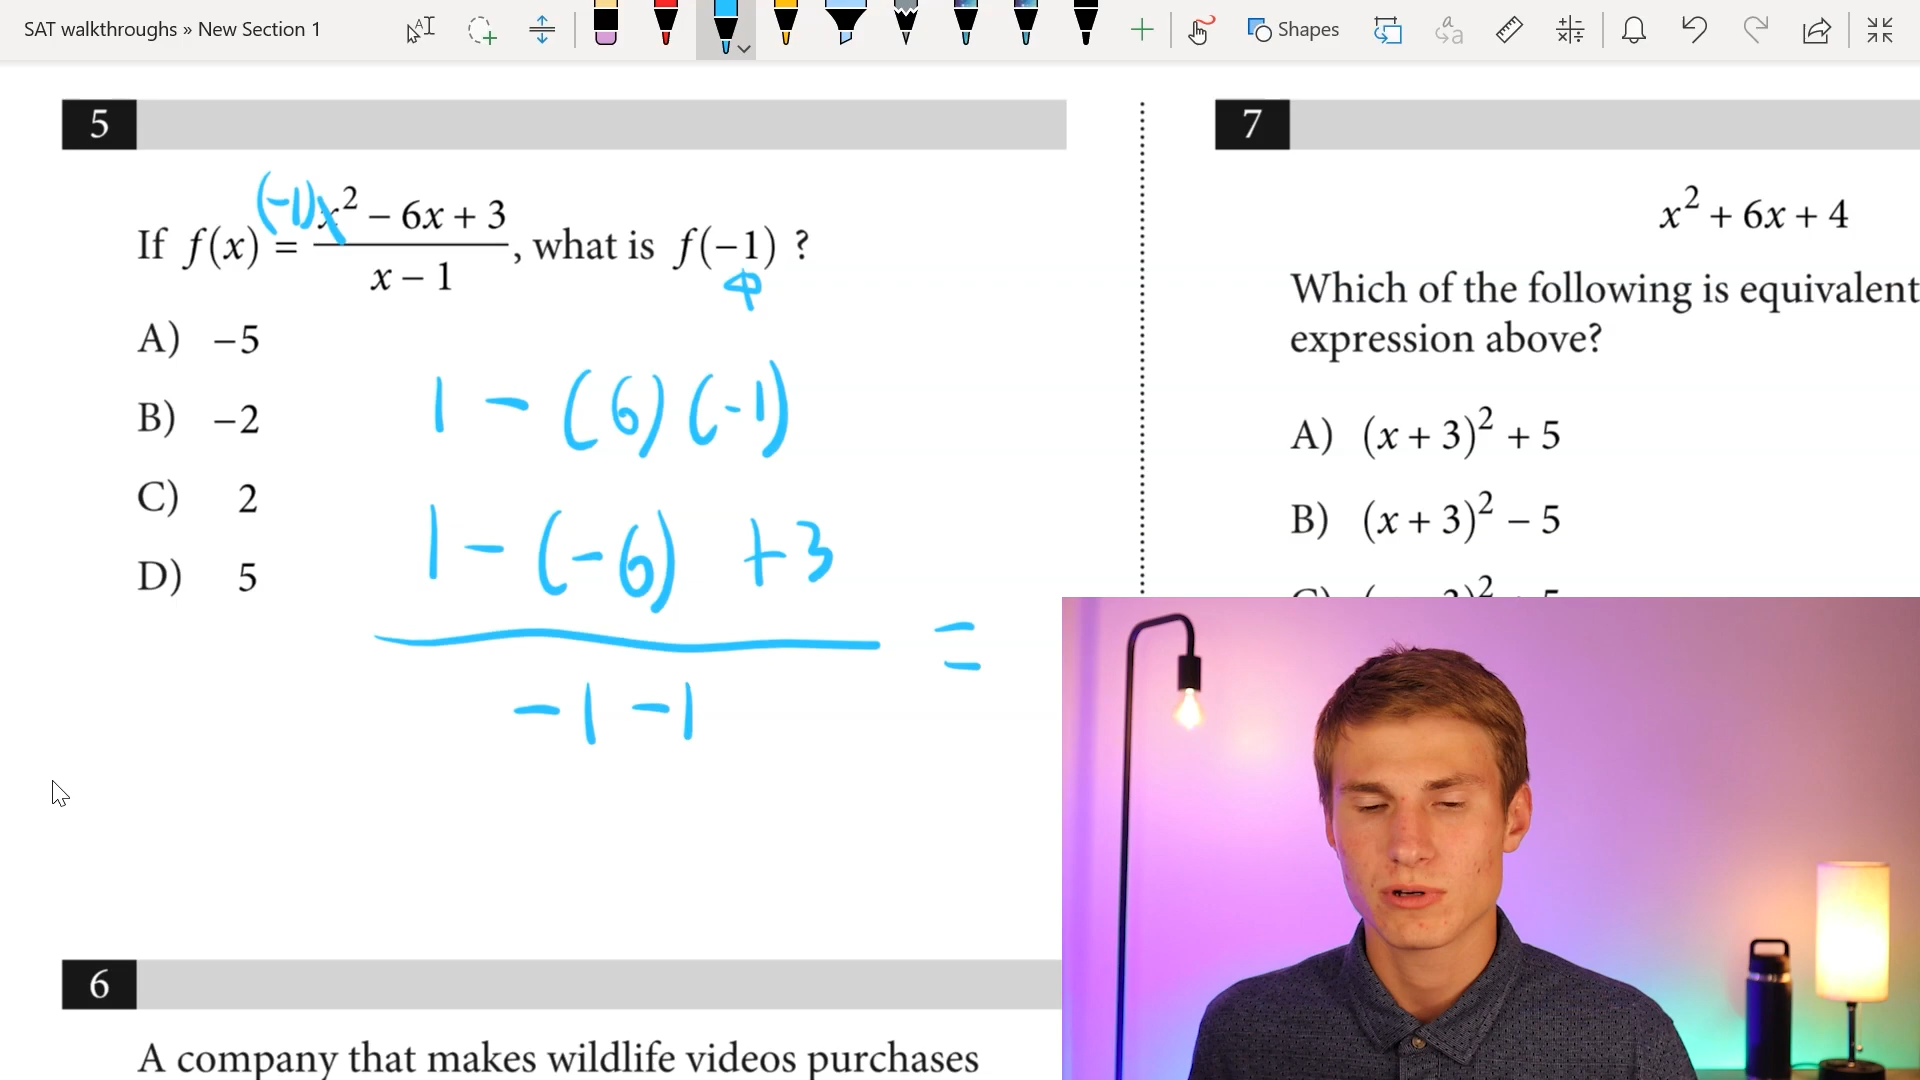 SAT walkthroughs » New Section 1
Shapes
5
If f(x) = (x² − 6x + 3)/(x − 1), what is f(−1) ?
(-1)
A) −5
B) −2
C) 2
D) 5
1 - (6)(-1)
1 - (-6) +3
=
-1 -1
6
A company that makes wildlife videos purchases
7
x² + 6x + 4
Which of the following is equivalent
expression above?
A) (x + 3)² + 5
B) (x + 3)² − 5